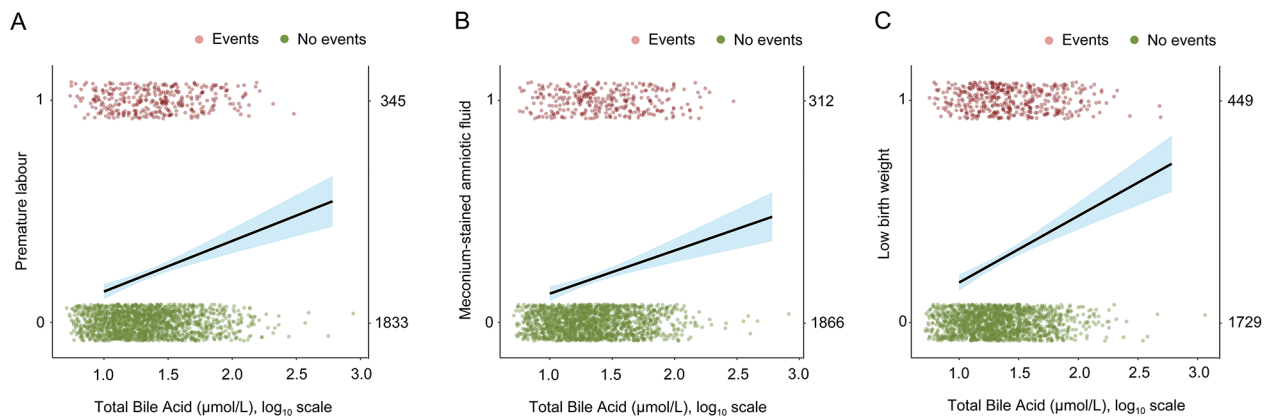 A
Events No events
Premature labour
1
0
345
1833
1.0 1.5 2.0 2.5 3.0
Total Bile Acid (μmol/L), log10 scale
B
Events No events
Meconium-stained amiotic fluid
1
0
312
1866
1.0 1.5 2.0 2.5 3.0
Total Bile Acid (μmol/L), log10 scale
C
Events No events
Low birth weight
1
0
449
1729
1.0 1.5 2.0 2.5 3.0
Total Bile Acid (μmol/L), log10 scale